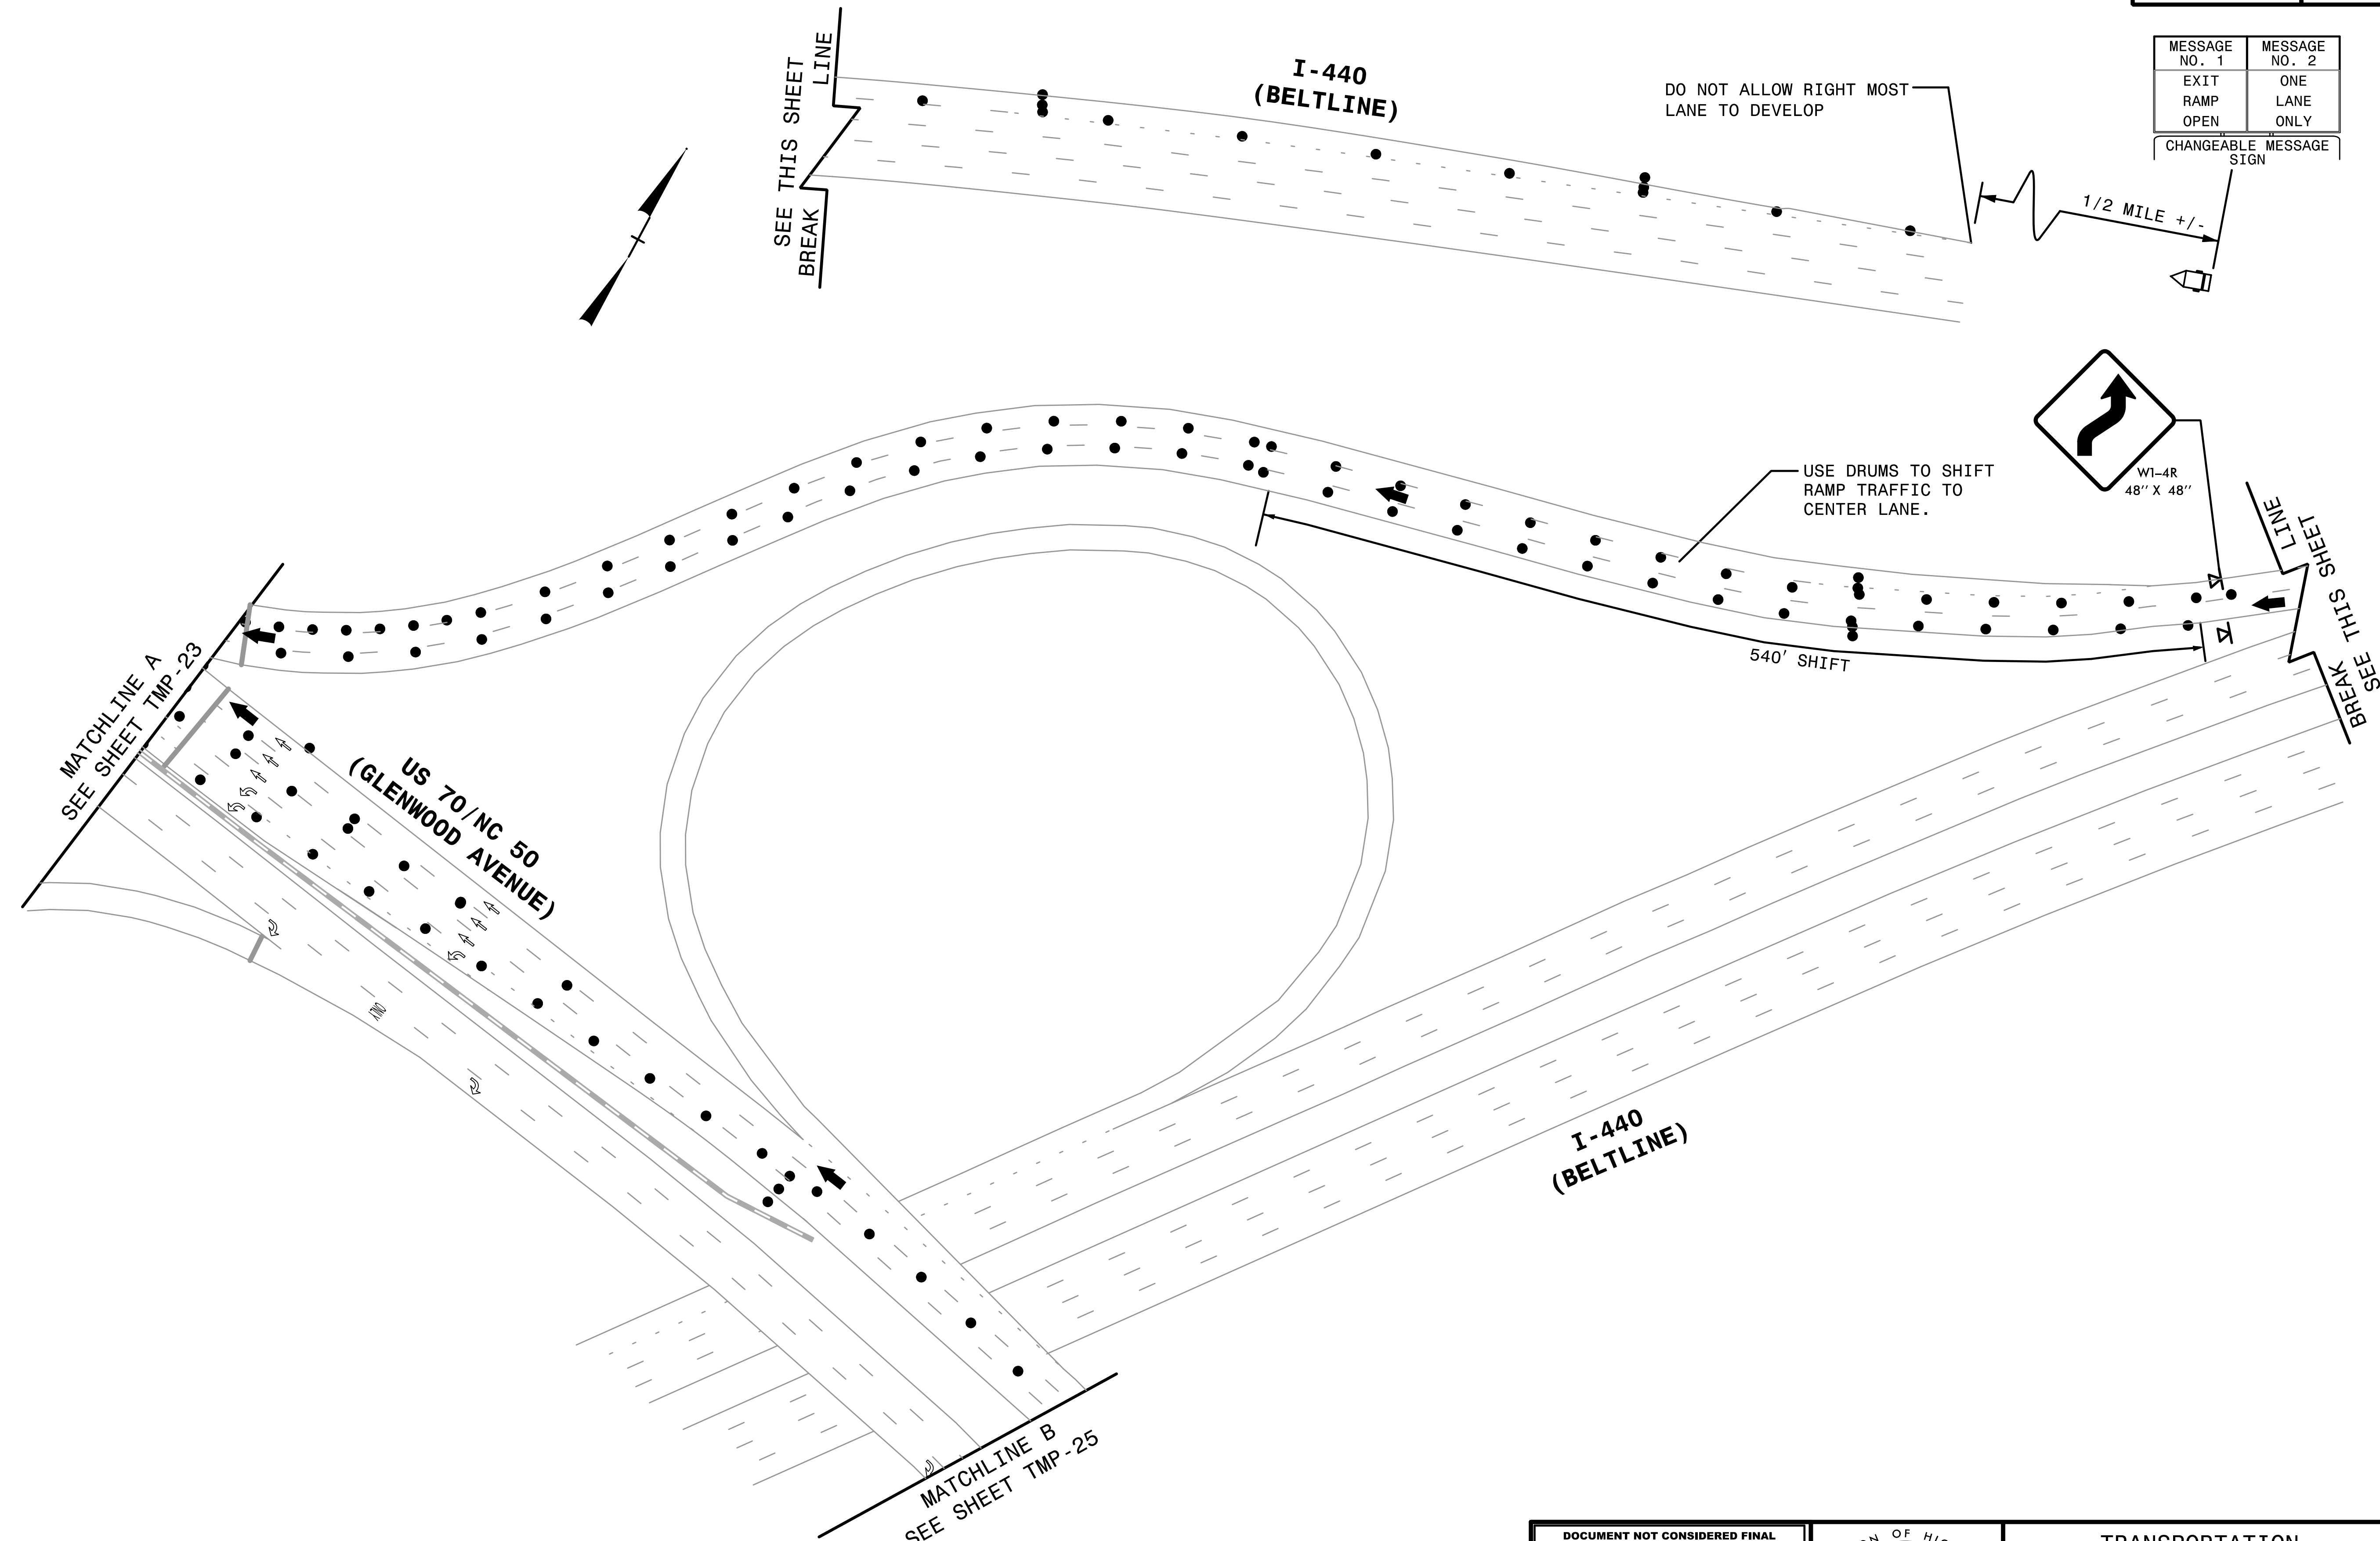 SEE THIS SHEET
BREAK LINE
I-440
(BELTLINE)
DO NOT ALLOW RIGHT MOST
LANE TO DEVELOP
MESSAGE NO. 1
MESSAGE NO. 2
EXIT ONE
RAMP LANE
OPEN ONLY
CHANGEABLE MESSAGE
SIGN
1/2 MILE +/-
W1-4R
48" X 48"
USE DRUMS TO SHIFT
RAMP TRAFFIC TO
CENTER LANE.
BREAK LINE
SEE THIS SHEET
540' SHIFT
MATCHLINE A
SEE SHEET TMP-23
US 70/NC 50
(GLENWOOD AVENUE)
ONLY
I-440
(BELTLINE)
MATCHLINE B
SEE SHEET TMP-25
DOCUMENT NOT CONSIDERED FINAL
OF
TRANSPORTATION